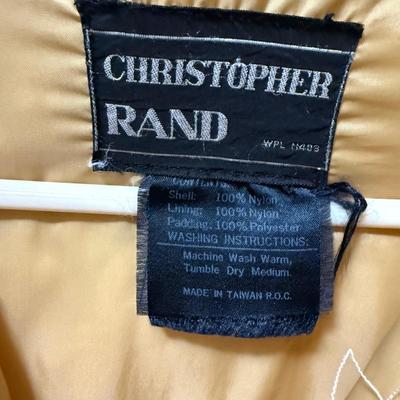 CHRISTOPHER
RAND
WPL 11483
Shell: 100% Nylon
Lining: 100% Nylon
Padding: 100% Polyester
WASHING INSTRUCTIONS:
Machine Wash Warm,
Tumble Dry Medium.
MADE IN TAIWAN R.O.C.